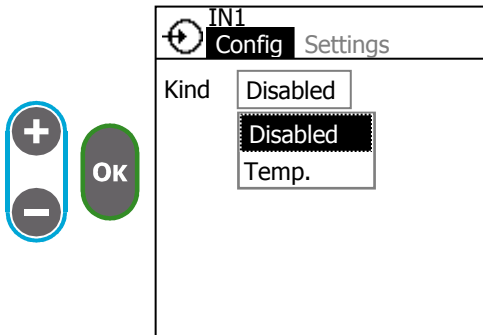 IN1
Config Settings
Kind Disabled
Disabled
Temp.
+
OK
−